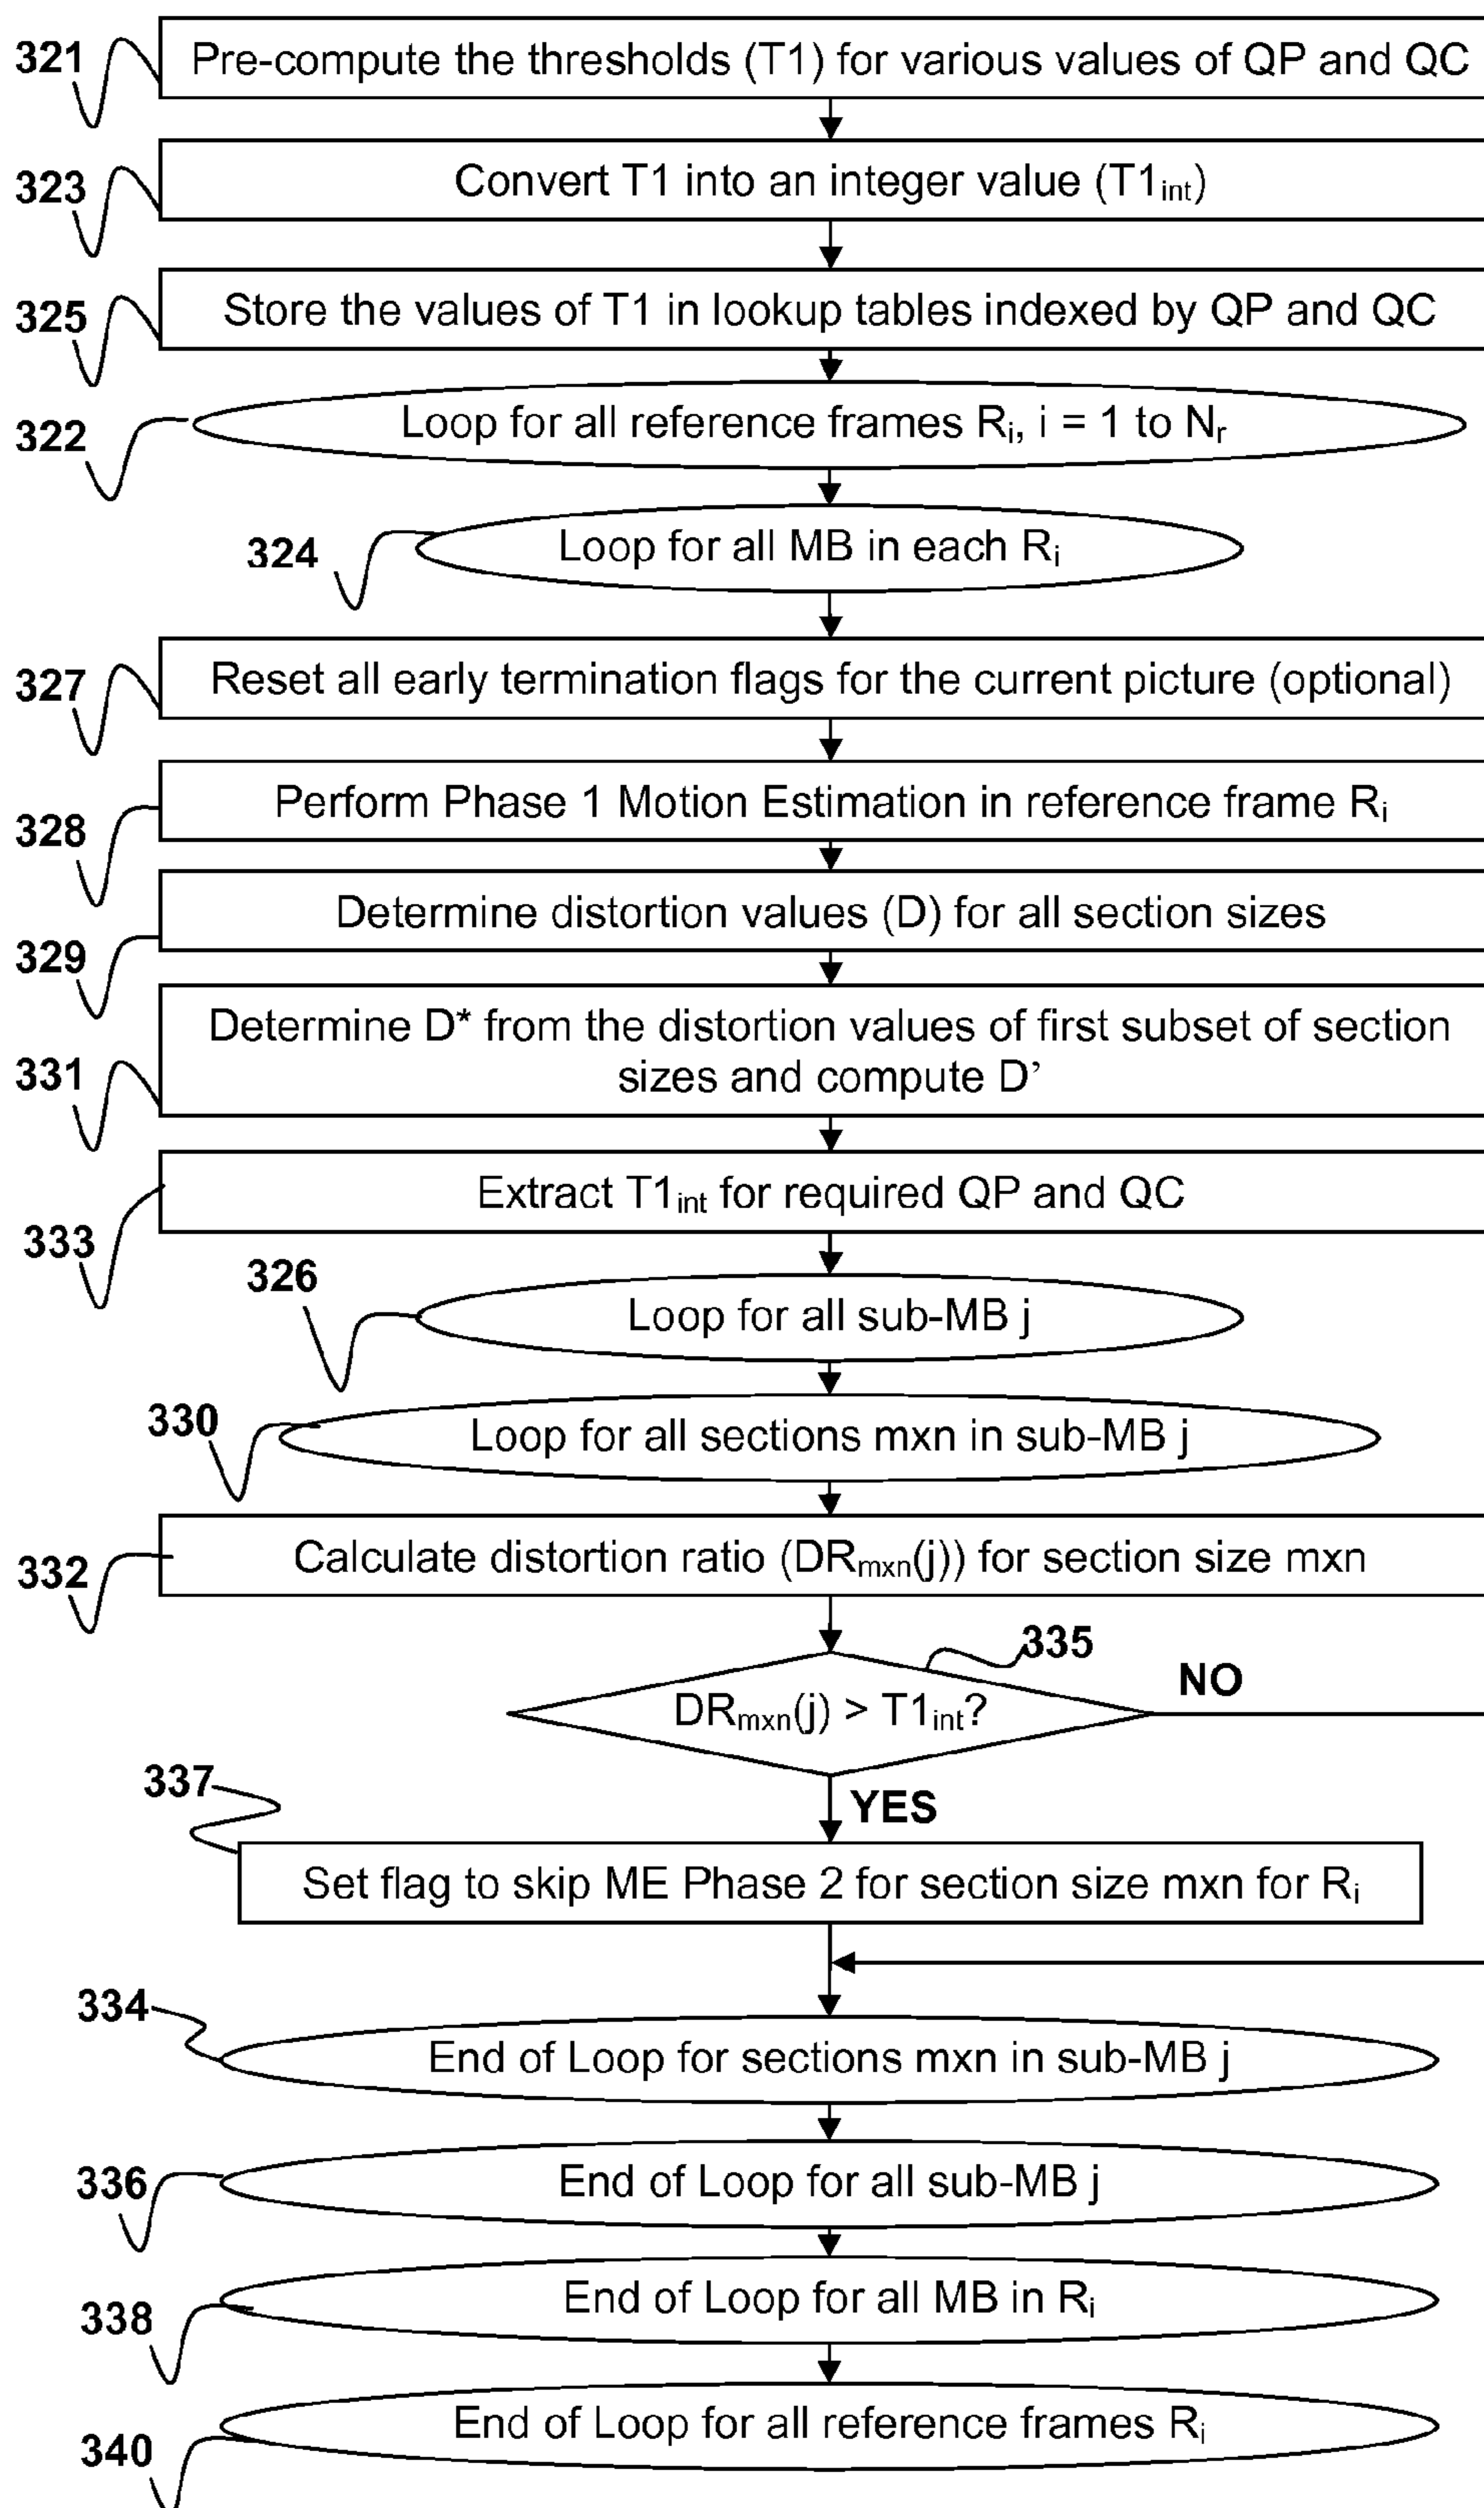 321 Pre-compute the thresholds (T1) for various values of QP and QC
323 Convert T1 into an integer value (T1int)
325 Store the values of T1 in lookup tables indexed by QP and QC
322 Loop for all reference frames Ri, i = 1 to Nr
324 Loop for all MB in each Ri
327 Reset all early termination flags for the current picture (optional)
328 Perform Phase 1 Motion Estimation in reference frame Ri
329 Determine distortion values (D) for all section sizes
331 Determine D* from the distortion values of first subset of section
sizes and compute D’
333 Extract T1int for required QP and QC
326 Loop for all sub-MB j
330 Loop for all sections mxn in sub-MB j
332 Calculate distortion ratio (DRmxn(j)) for section size mxn
335
DRmxn(j) > T1int?
NO
YES
337 Set flag to skip ME Phase 2 for section size mxn for Ri
334 End of Loop for sections mxn in sub-MB j
336 End of Loop for all sub-MB j
338 End of Loop for all MB in Ri
340 End of Loop for all reference frames Ri